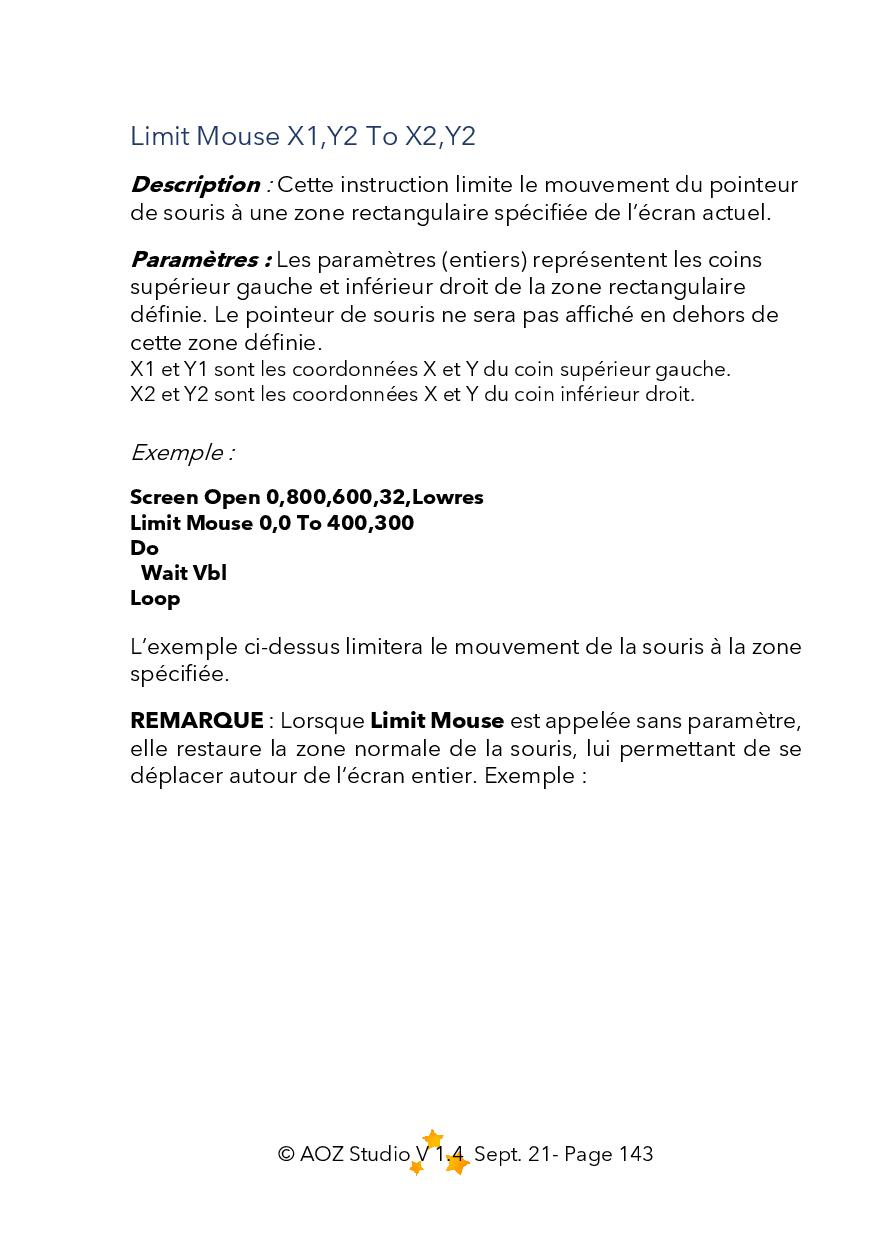 Limit Mouse X1,Y2 To X2,Y2
Description : Cette instruction limite le mouvement du pointeur
de souris à une zone rectangulaire spécifiée de l’écran actuel.
Paramètres : Les paramètres (entiers) représentent les coins
supérieur gauche et inférieur droit de la zone rectangulaire
définie. Le pointeur de souris ne sera pas affiché en dehors de
cette zone définie.
X1 et Y1 sont les coordonnées X et Y du coin supérieur gauche.
X2 et Y2 sont les coordonnées X et Y du coin inférieur droit.
Exemple :
Screen Open 0,800,600,32,Lowres
Limit Mouse 0,0 To 400,300
Do
  Wait Vbl
Loop
L’exemple ci-dessus limitera le mouvement de la souris à la zone
spécifiée.
REMARQUE : Lorsque Limit Mouse est appelée sans paramètre,
elle restaure la zone normale de la souris, lui permettant de se
déplacer autour de l’écran entier. Exemple :
© AOZ Studio V 1.4  Sept. 21- Page 143